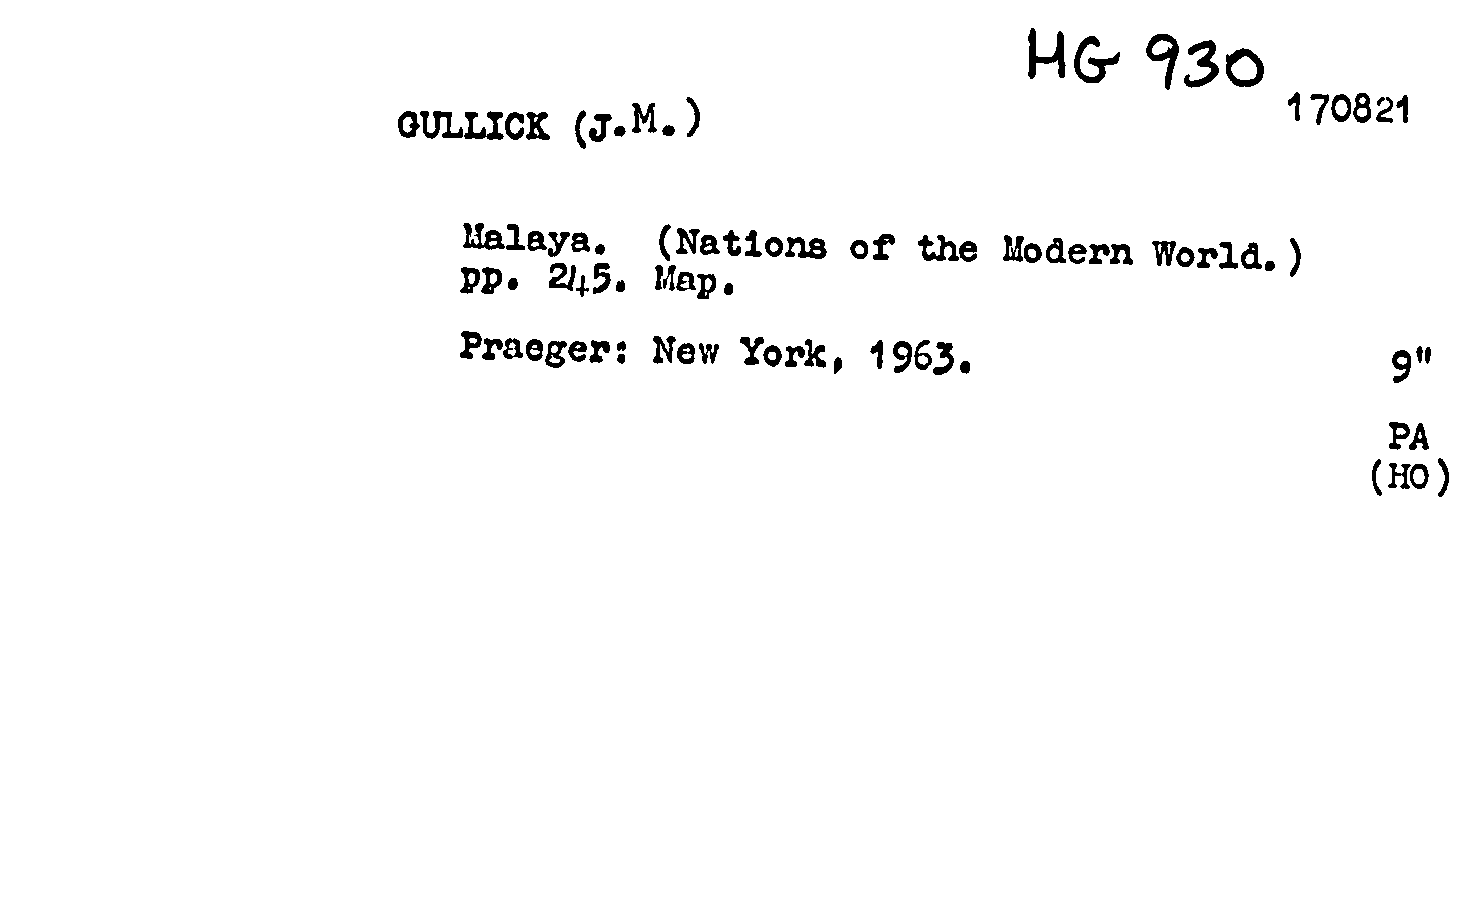 HG 930
170821
GULLICK (J.M.)
Malaya. (Nations of the Modern World.)
pp. 245. Map.
Praeger: New York, 1963.
9"
PA
(HO)